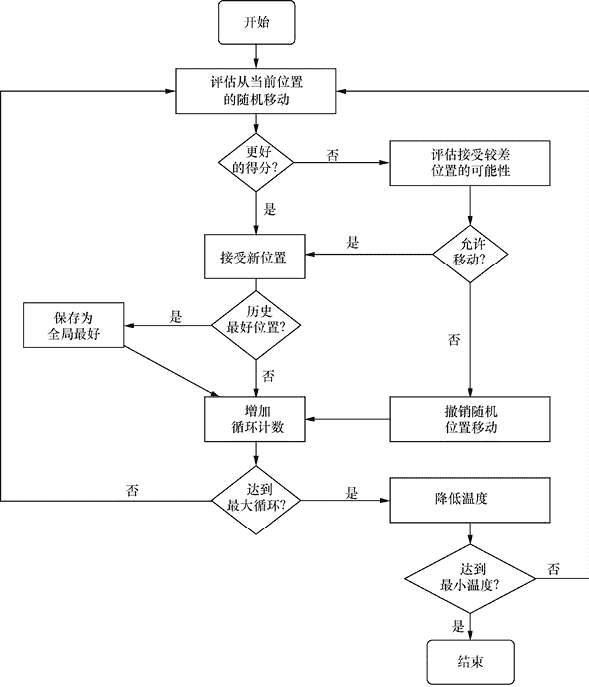 开始
评估从当前位置
的随机移动
更好
的得分？
否
评估接受较差
位置的可能性
是
接受新位置
是
允许
移动？
保存为
全局最好
是
历史
最好位置？
否
否
增加
循环计数
撤销随机
位置移动
否
达到
最大循环？
是
降低温度
达到
最小温度？
否
是
结束